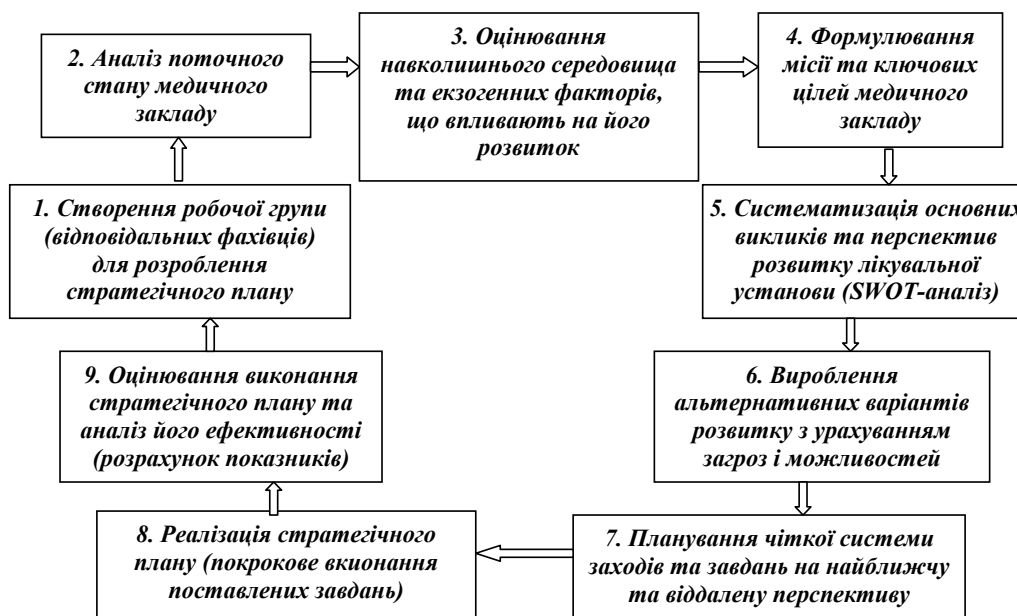 1. Створення робочої групи
(відповідальних фахівців)
для розроблення
стратегічного плану
2. Аналіз поточного
стану медичного
закладу
3. Оцінювання
навколишнього середовища
та екзогенних факторів,
що впливають на його
розвиток
4. Формулювання
місії та ключових
цілей медичного
закладу
5. Систематизація основних
викликів та перспектив
розвитку лікувальної
установи (SWOT-аналіз)
6. Вироблення
альтернативних варіантів
розвитку з урахуванням
загроз і можливостей
7. Планування чіткої системи
заходів та завдань на найближчу
та віддалену перспективу
8. Реалізація стратегічного
плану (покрокове вкионання
поставлених завдань)
9. Оцінювання виконання
стратегічного плану та
аналіз його ефективності
(розрахунок показників)